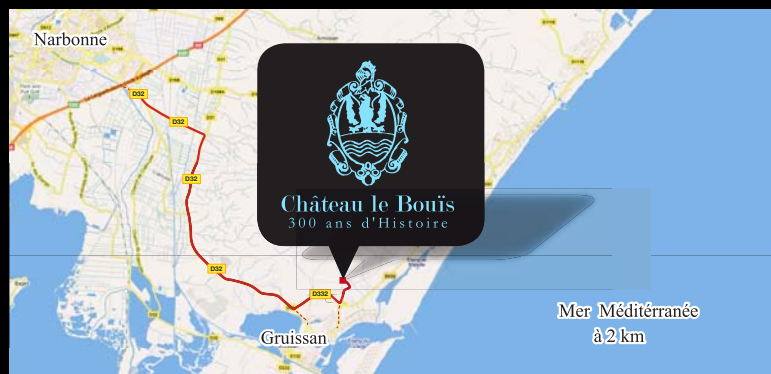 Narbonne
D32
D32
D32
D32
D332
Château le Bouïs
300 ans d'Histoire
Gruissan
Mer Méditérranée
à 2 km